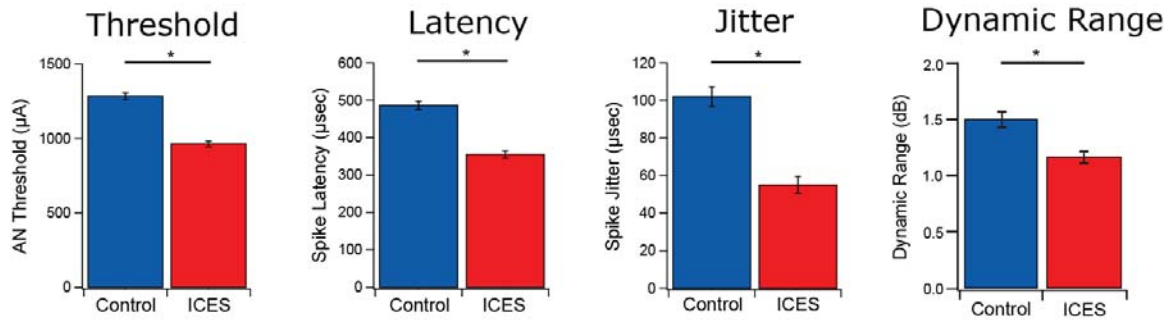 Threshold
*
AN Threshold (μA)
1500
1000
500
0
Control ICES
Latency
*
Spike Latency (μsec)
600
500
400
300
200
100
0
Control ICES
Jitter
*
Spike Jitter (μsec)
120
100
80
60
40
20
0
Control ICES
Dynamic Range
*
Dynamic Range (dB)
2.0
1.5
1.0
0.5
0.0
Control ICES